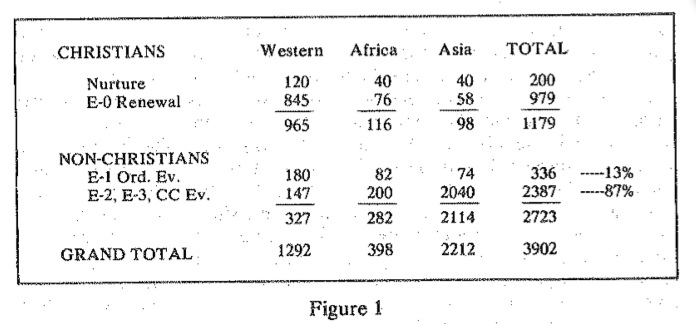 CHRISTIANS Western Africa Asia TOTAL
Nurture 120 40 40 200
E-0 Renewal 845 76 58 979
965 116 98 1179
NON-CHRISTIANS
E-1 Ord. Ev. 180 82 74 336 -----13%
E-2, E-3, CC Ev. 147 200 2040 2387 -----87%
327 282 2114 2723
GRAND TOTAL 1292 398 2212 3902
Figure 1